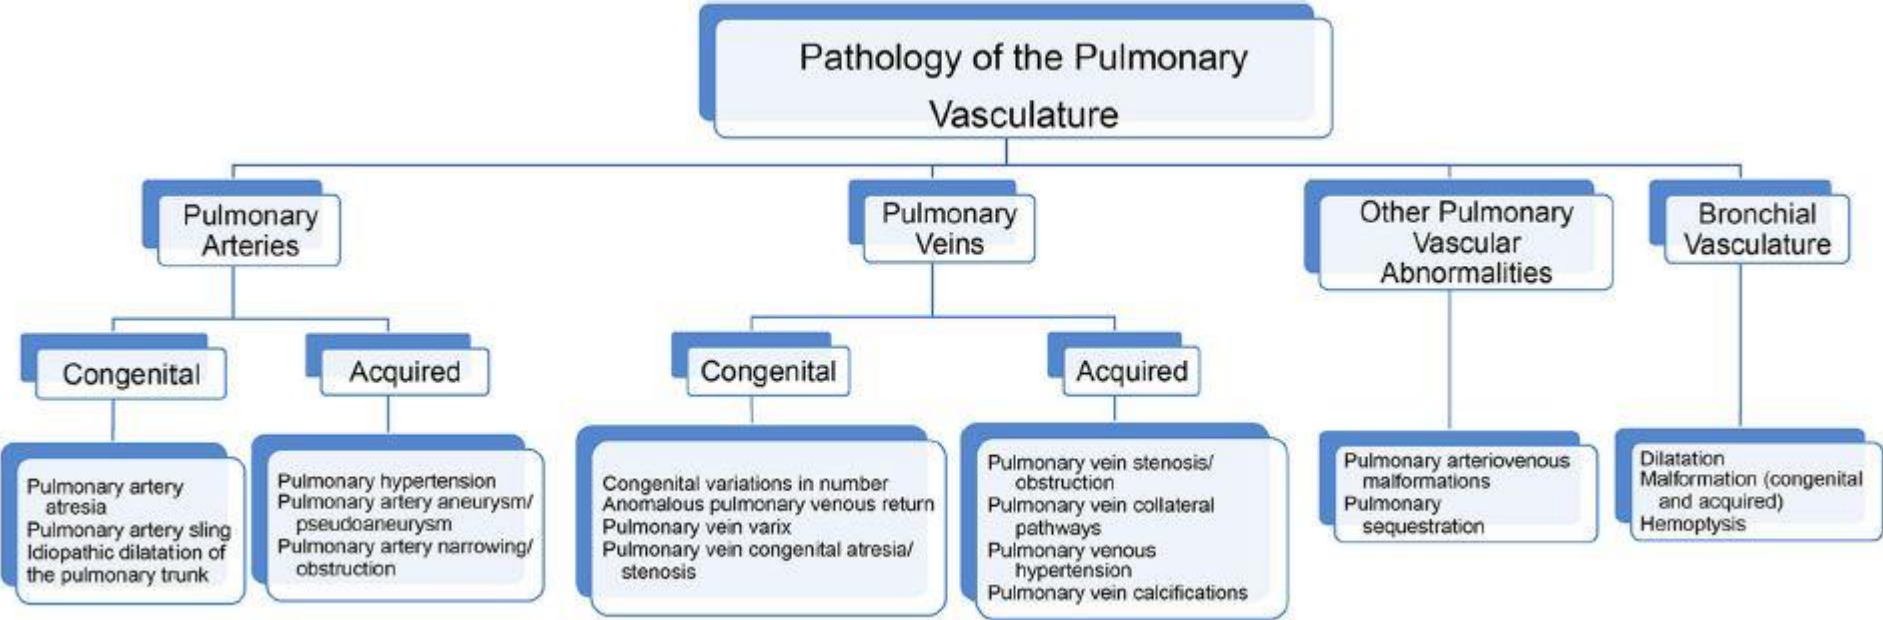 Pathology of the Pulmonary
Vasculature
Pulmonary
Arteries
Pulmonary
Veins
Other Pulmonary
Vascular
Abnormalities
Bronchial
Vasculature
Congenital
Acquired
Congenital
Acquired
Pulmonary artery
atresia
Pulmonary artery sling
Idiopathic dilatation of
the pulmonary trunk
Pulmonary hypertension
Pulmonary artery aneurysm/
pseudoaneurysm
Pulmonary artery narrowing/
obstruction
Congenital variations in number
Anomalous pulmonary venous return
Pulmonary vein varix
Pulmonary vein congenital atresia/
stenosis
Pulmonary vein stenosis/
obstruction
Pulmonary vein collateral
pathways
Pulmonary venous
hypertension
Pulmonary vein calcifications
Pulmonary arteriovenous
malformations
Pulmonary
sequestration
Dilatation
Malformation (congenital
and acquired)
Hemoptysis